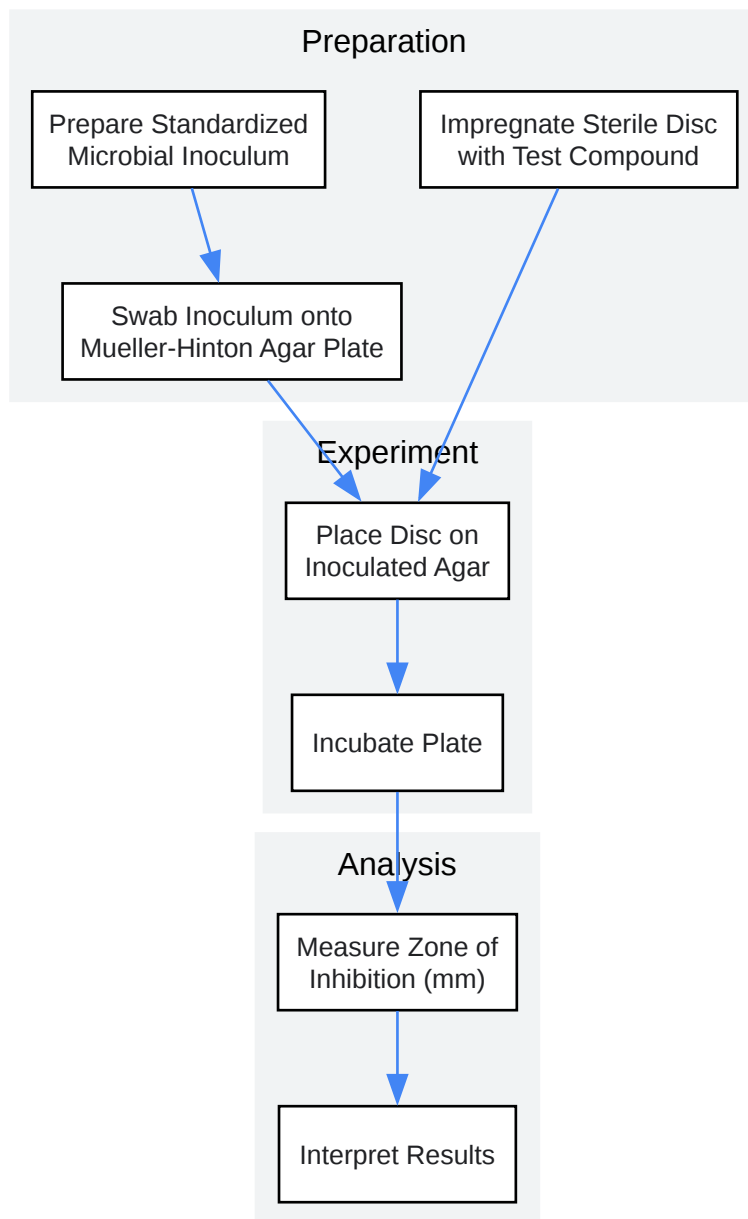 Preparation
Prepare Standardized
Microbial Inoculum
Impregnate Sterile Disc
with Test Compound
Swab Inoculum onto
Mueller-Hinton Agar Plate
Experiment
Place Disc on
Inoculated Agar
Incubate Plate
Analysis
Measure Zone of
Inhibition (mm)
Interpret Results